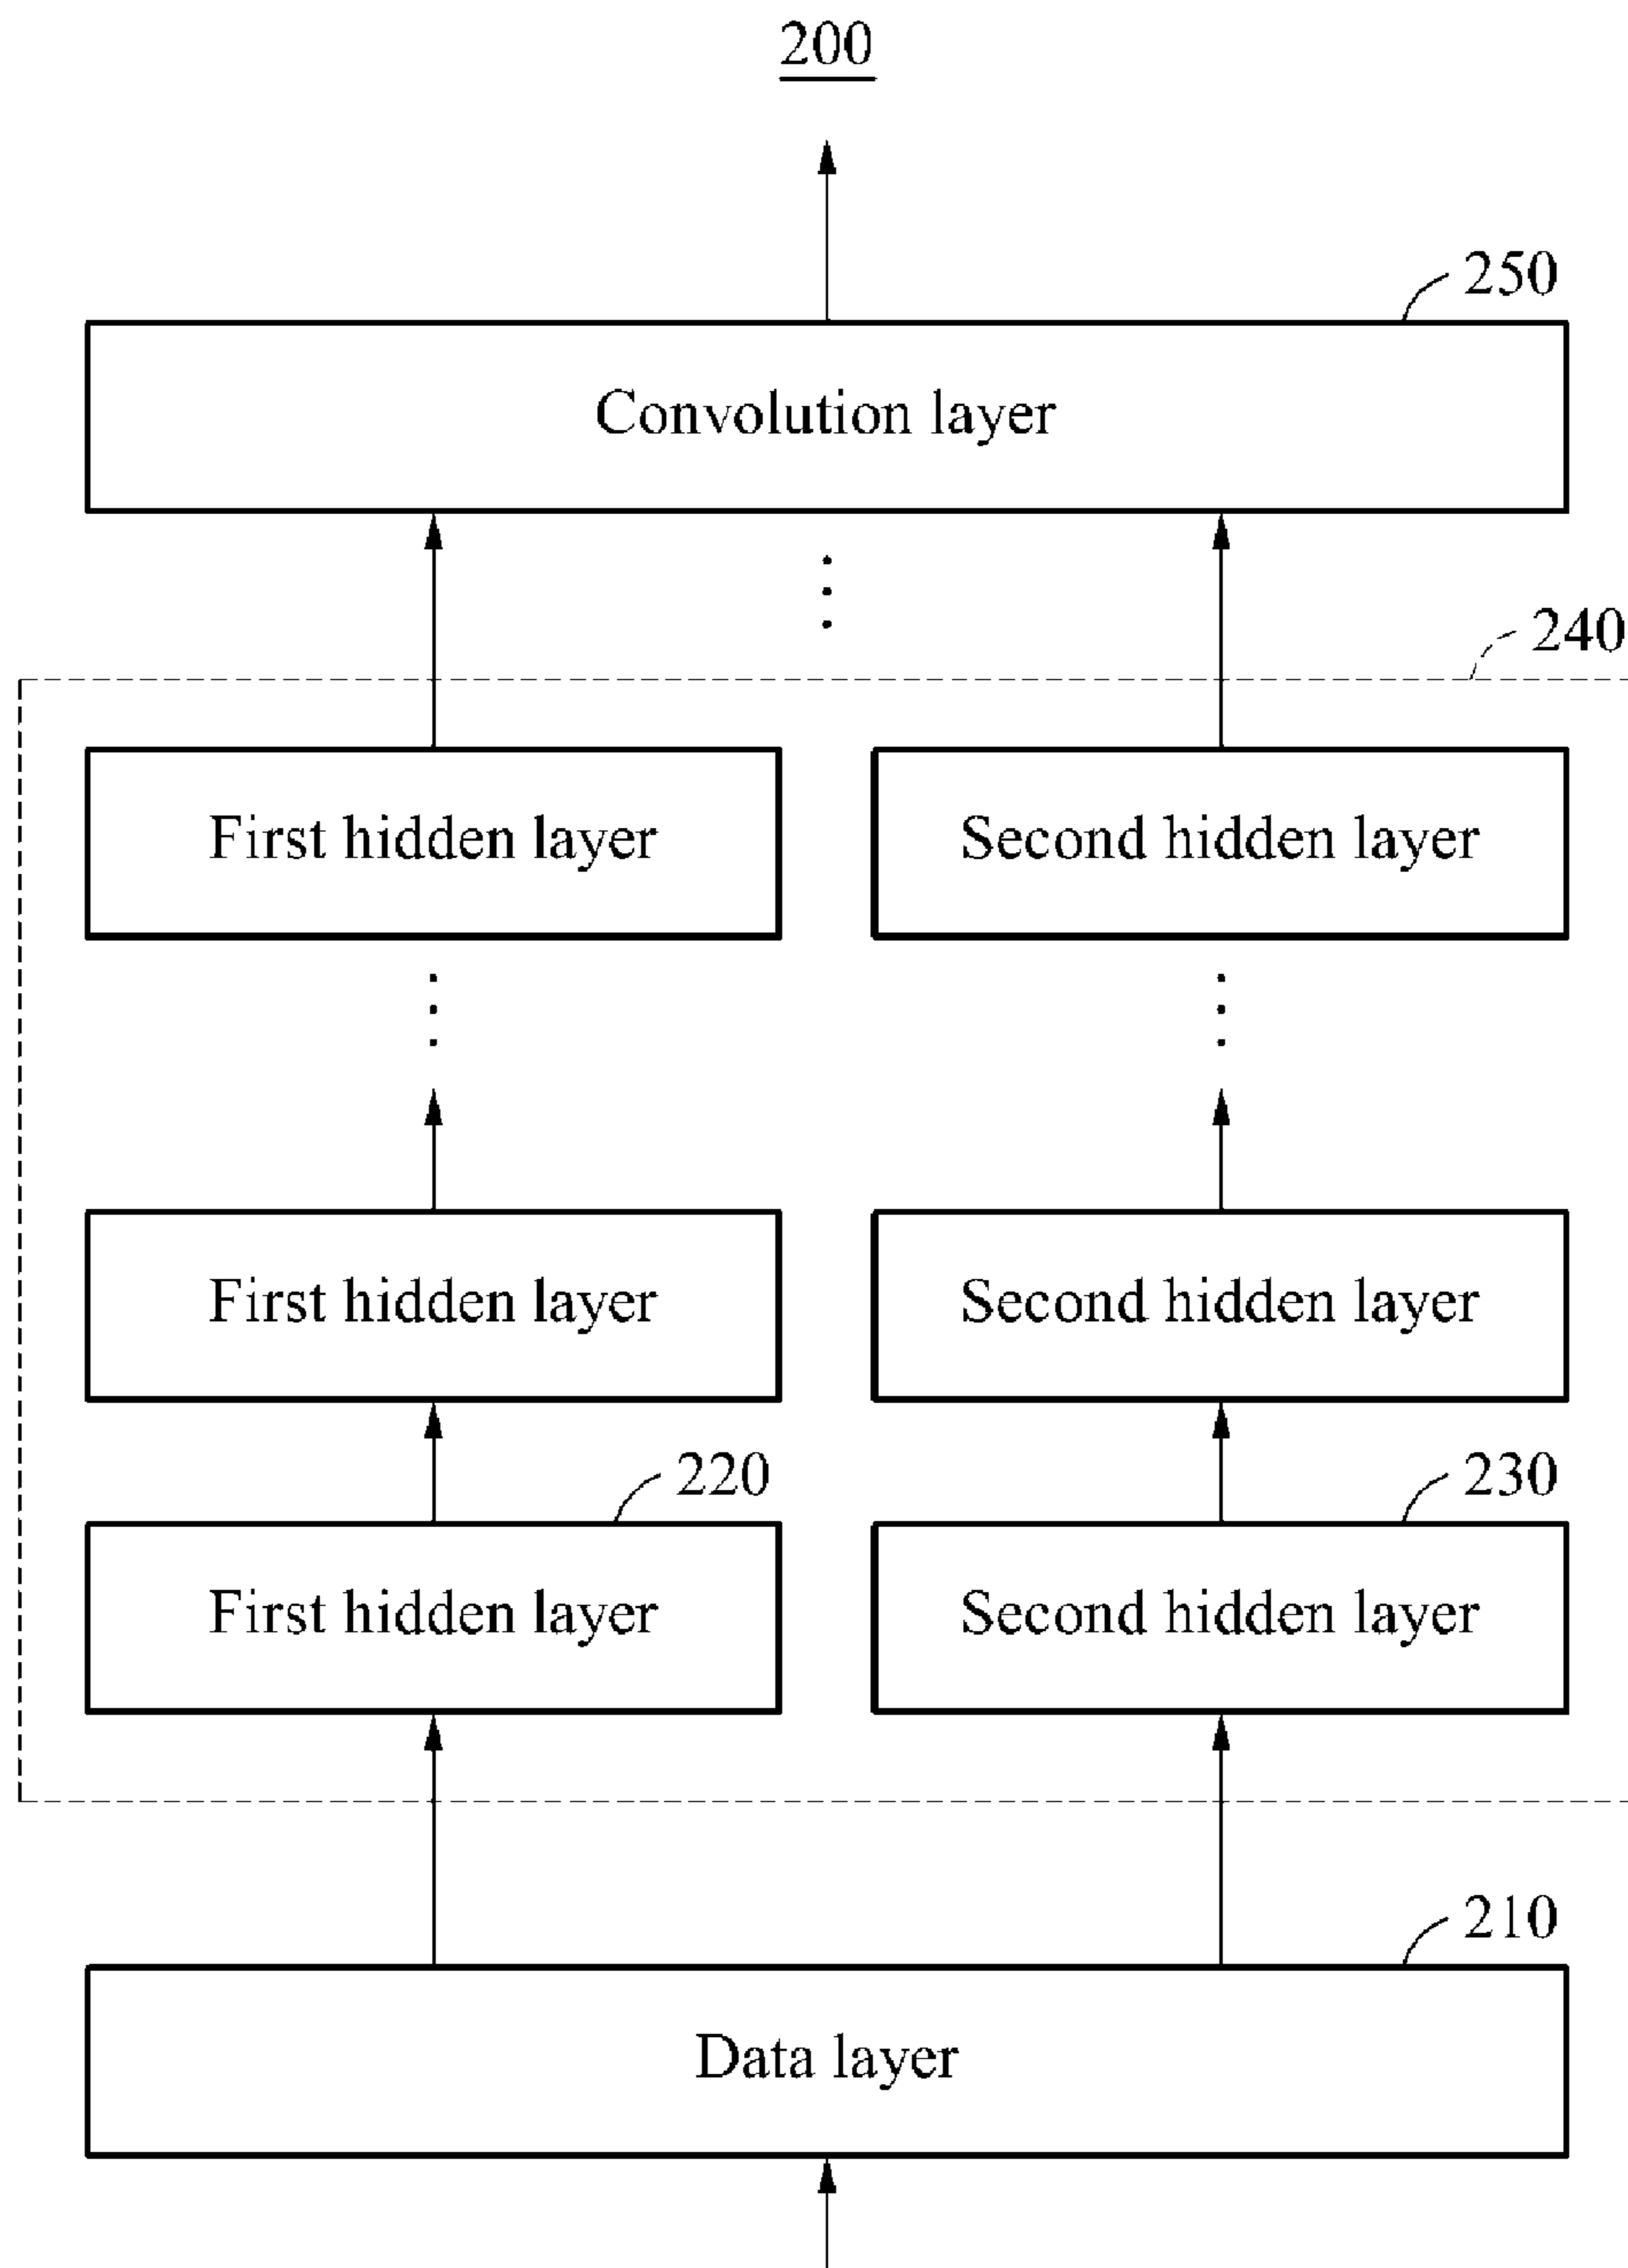 200
250
Convolution layer
240
First hidden layer
Second hidden layer
First hidden layer
Second hidden layer
220
230
First hidden layer
Second hidden layer
210
Data layer